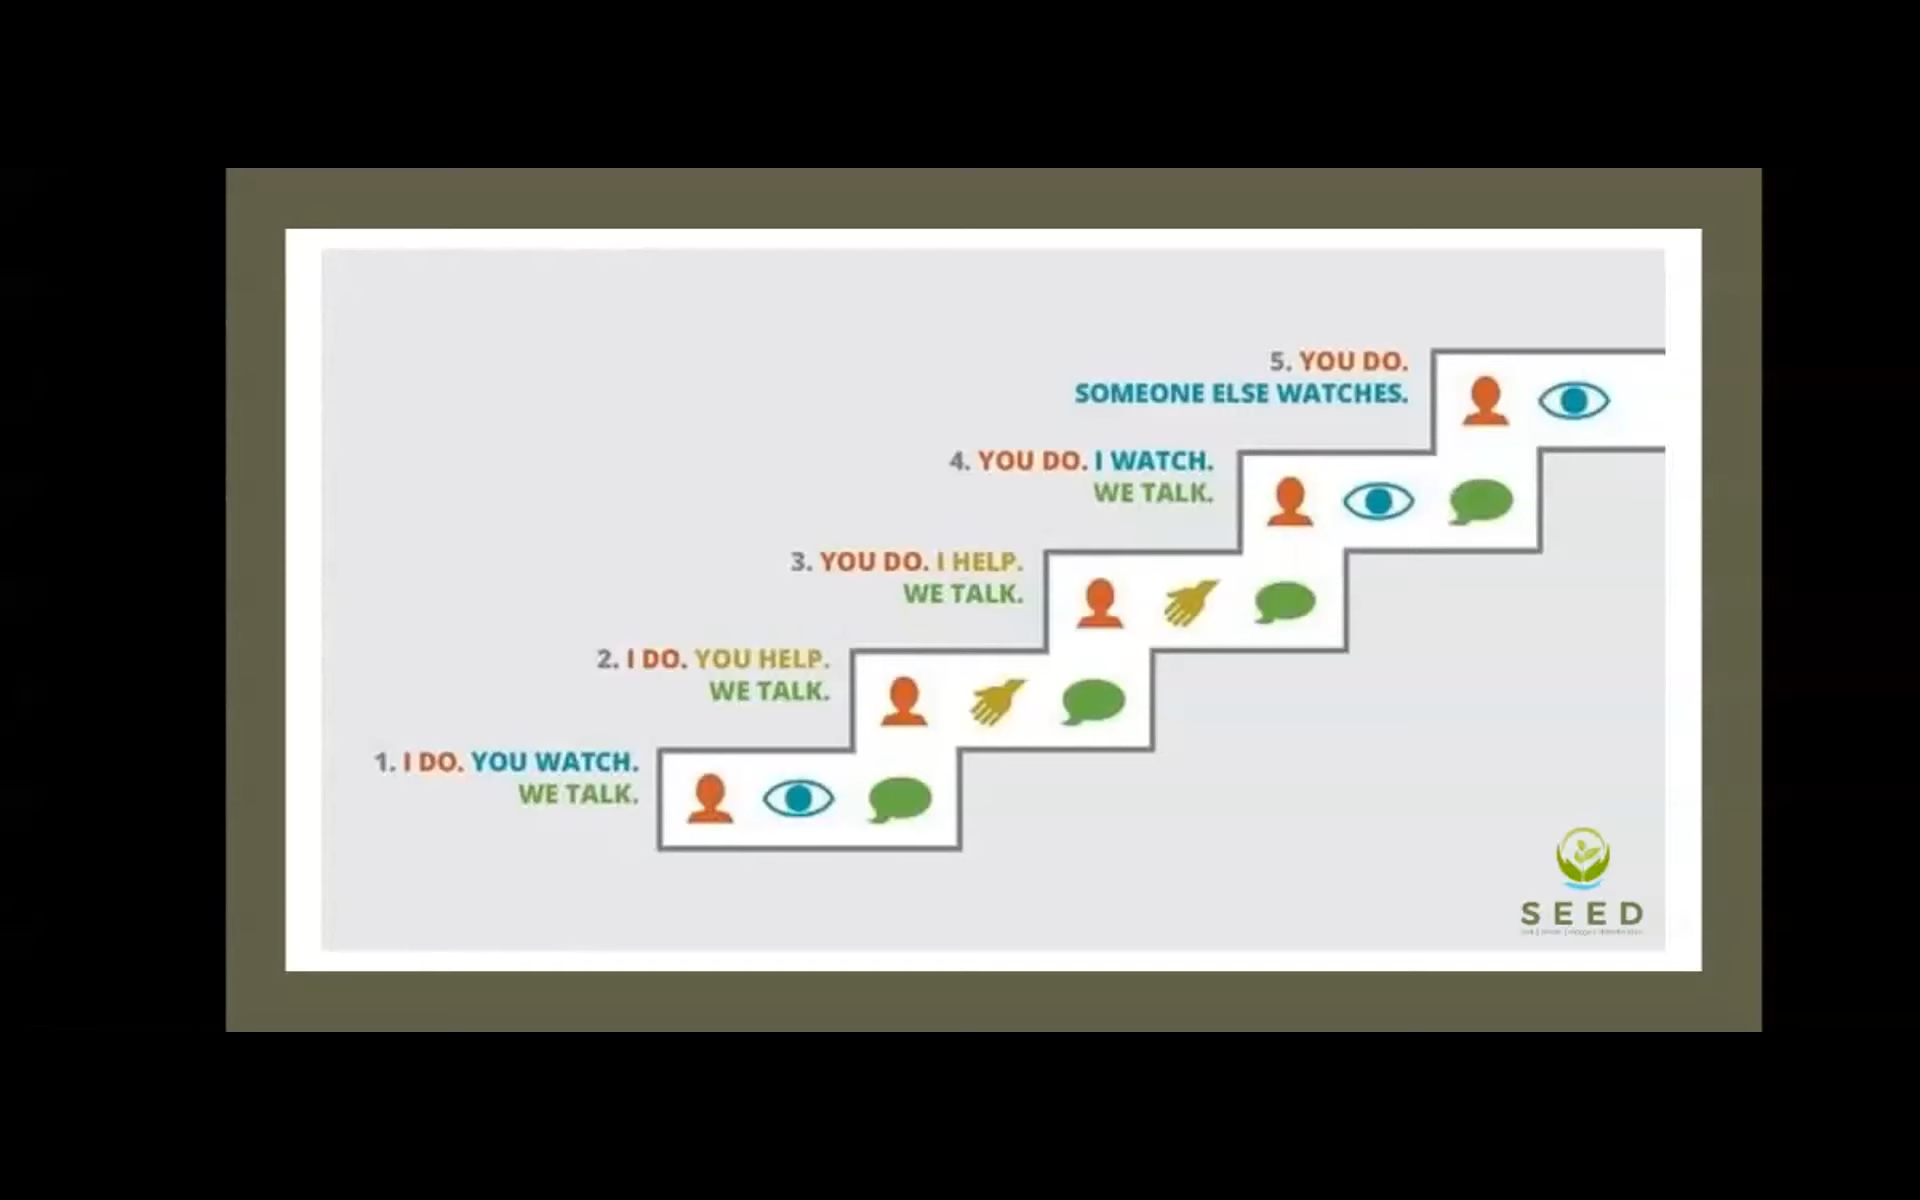 5. YOU DO.
SOMEONE ELSE WATCHES.
4. YOU DO. I WATCH.
WE TALK.
3. YOU DO. I HELP.
WE TALK.
2. I DO. YOU HELP.
WE TALK.
1. I DO. YOU WATCH.
WE TALK.
SEED